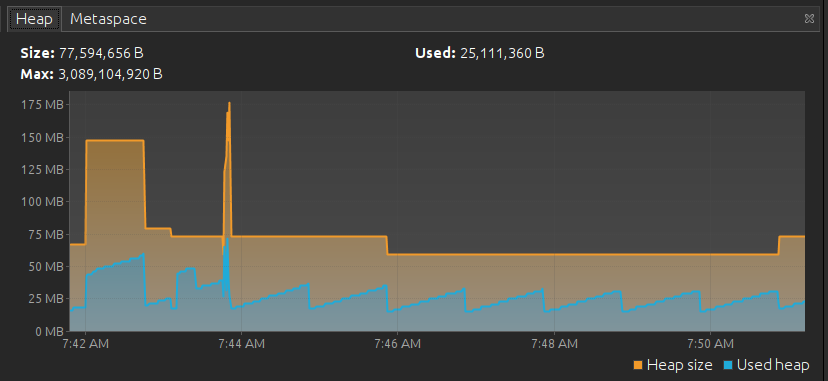 Heap Metaspace
Size: 77,594,656 B Used: 25,111,360 B
Max: 3,089,104,920 B
175 MB
150 MB
125 MB
100 MB
75 MB
50 MB
25 MB
0 MB
7:42 AM 7:44 AM 7:46 AM 7:48 AM 7:50 AM
Heap size Used heap